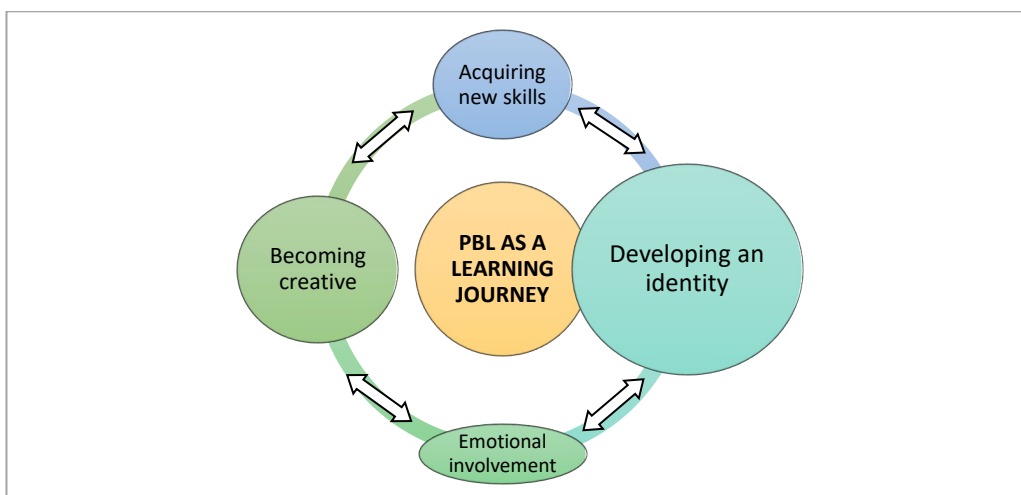 Acquiring
new skills
Becoming
creative
PBL AS A
LEARNING
JOURNEY
Developing an
identity
Emotional
involvement